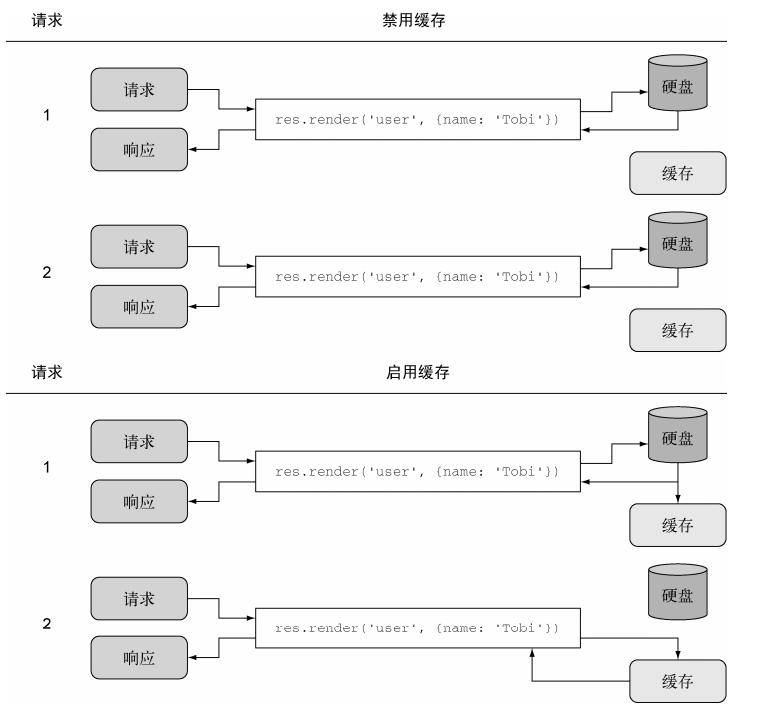 请求 禁用缓存
请求 硬盘
1 res.render('user', {name: 'Tobi'})
响应
缓存
请求 硬盘
2 res.render('user', {name: 'Tobi'})
响应
缓存
请求 启用缓存
请求 硬盘
1 res.render('user', {name: 'Tobi'})
响应
缓存
请求 硬盘
2 res.render('user', {name: 'Tobi'})
响应
缓存